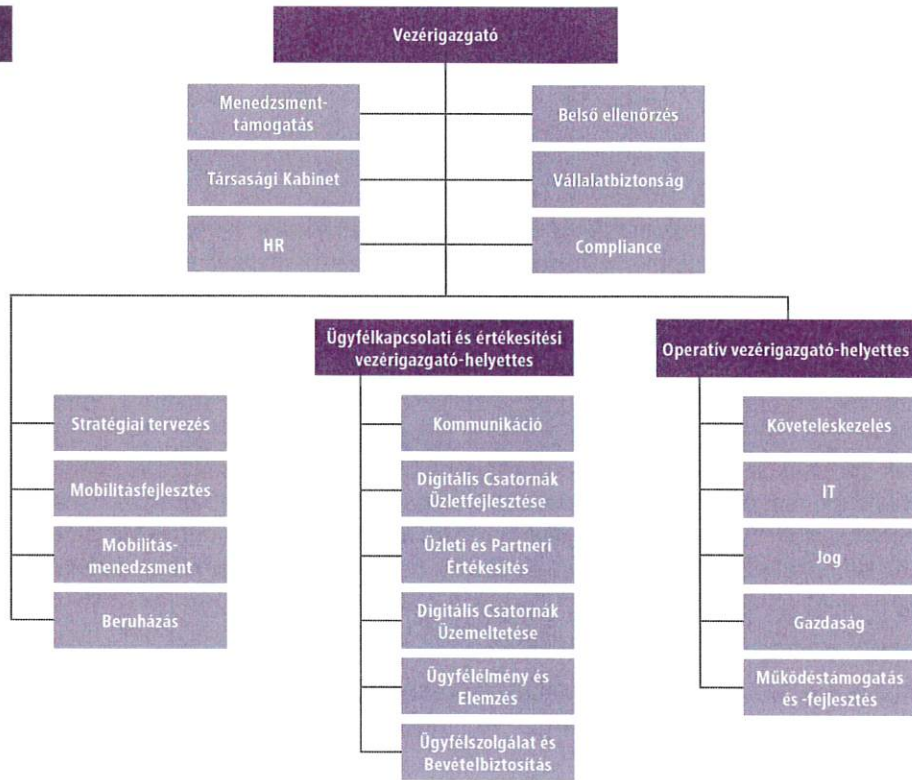 Vezérigazgató
Menedzsment-
támogatás
Belső ellenőrzés
Társasági Kabinet
Vállalatbiztonság
HR
Compliance
Stratégiai tervezés
Mobilitásfejlesztés
Mobilitás-
menedzsment
Beruházás
Ügyfélkapcsolati és értékesítési
vezérigazgató-helyettes
Kommunikáció
Digitális Csatornák
Üzletfejlesztése
Üzleti és Partneri
Értékesítés
Digitális Csatornák
Üzemeltetése
Ügyfélélmény és
Elemzés
Ügyfélszolgálat és
Bevételbiztosítás
Operatív vezérigazgató-helyettes
Követeléskezelés
IT
Jog
Gazdaság
Működéstámogatás
és -fejlesztés